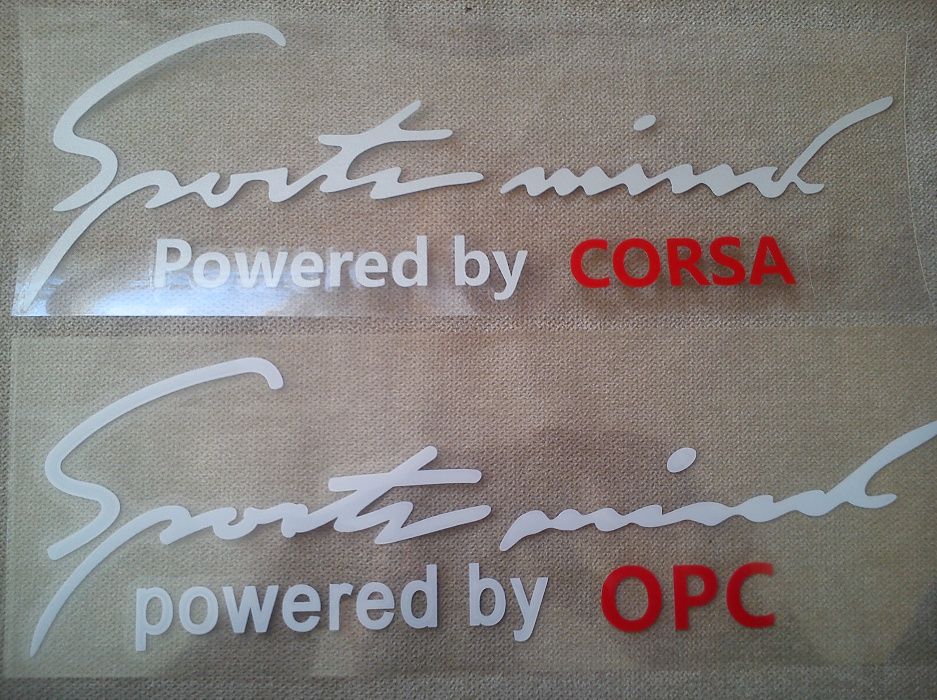 Sports mind
Powered by CORSA
Sports mind
powered by OPC